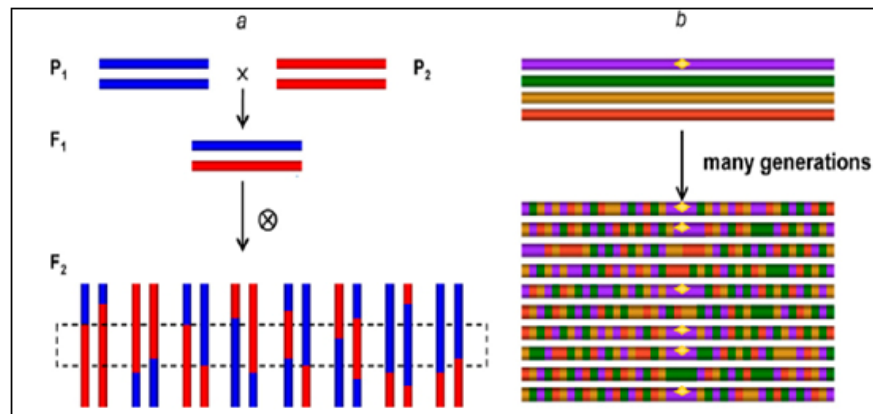 a
P₁
x
P₂
F₁
⊗
F₂
b
many generations